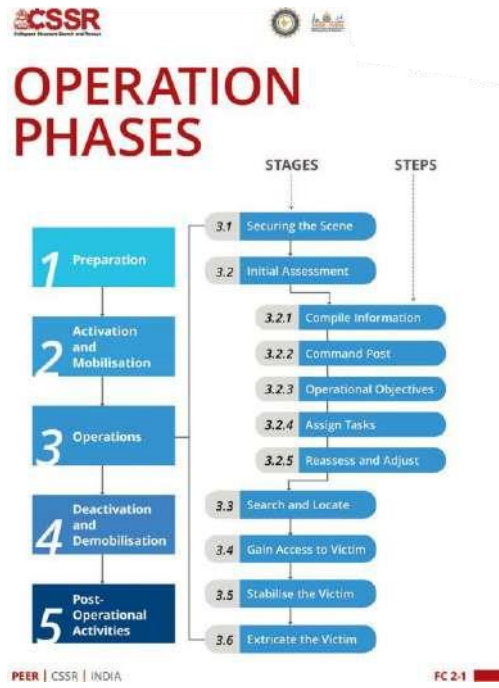 CSSR
Collapsed Structure Search and Rescue
OPERATION
PHASES
STAGES
STEPS
1 Preparation
2 Activation
and
Mobilisation
3 Operations
4 Deactivation
and
Demobilisation
5 Post-
Operational
Activities
3.1 Securing the Scene
3.2 Initial Assessment
3.2.1 Compile Information
3.2.2 Command Post
3.2.3 Operational Objectives
3.2.4 Assign Tasks
3.2.5 Reassess and Adjust
3.3 Search and Locate
3.4 Gain Access to Victim
3.5 Stabilise the Victim
3.6 Extricate the Victim
PEER | CSSR | INDIA
FC 2-1